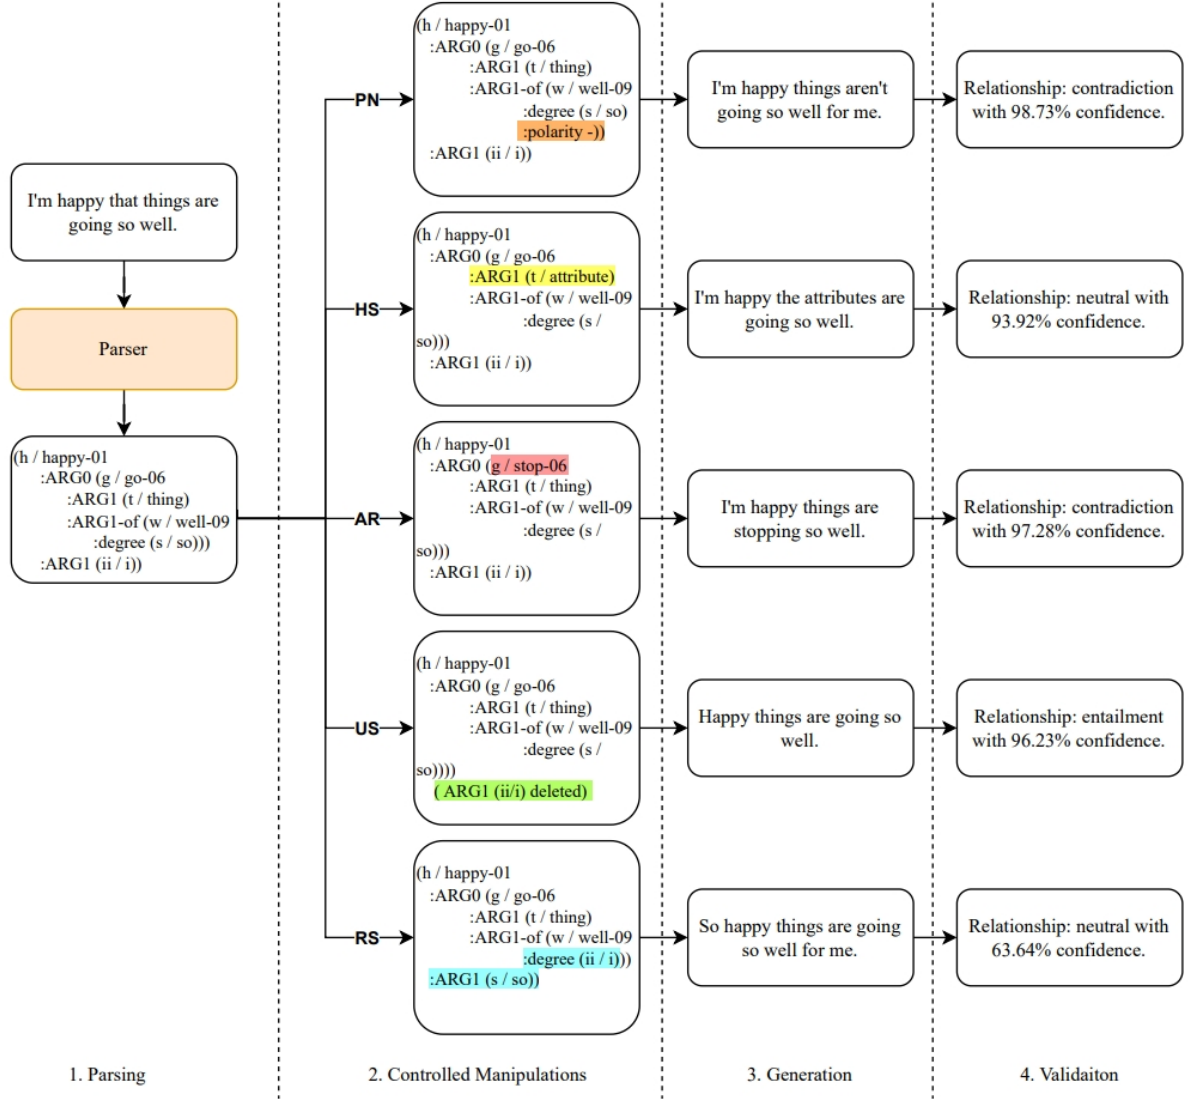 I'm happy that things are
going so well.
Parser
(h / happy-01
:ARG0 (g / go-06
:ARG1 (t / thing)
:ARG1-of (w / well-09
:degree (s / so)))
:ARG1 (ii / i))
PN
(h / happy-01
:ARG0 (g / go-06
:ARG1 (t / thing)
:ARG1-of (w / well-09
:degree (s / so)
:polarity -))
:ARG1 (ii / i))
I'm happy things aren't
going so well for me.
Relationship: contradiction
with 98.73% confidence.
HS
(h / happy-01
:ARG0 (g / go-06
:ARG1 (t / attribute)
:ARG1-of (w / well-09
:degree (s /
so)))
:ARG1 (ii / i))
I'm happy the attributes are
going so well.
Relationship: neutral with
93.92% confidence.
AR
(h / happy-01
:ARG0 (g / stop-06
:ARG1 (t / thing)
:ARG1-of (w / well-09
:degree (s /
so)))
:ARG1 (ii / i))
I'm happy things are
stopping so well.
Relationship: contradiction
with 97.28% confidence.
US
(h / happy-01
:ARG0 (g / go-06
:ARG1 (t / thing)
:ARG1-of (w / well-09
:degree (s /
so))))
( ARG1 (ii/i) deleted)
Happy things are going so
well.
Relationship: entailment
with 96.23% confidence.
RS
(h / happy-01
:ARG0 (g / go-06
:ARG1 (t / thing)
:ARG1-of (w / well-09
:degree (ii / i)))
:ARG1 (s / so))
So happy things are going
so well for me.
Relationship: neutral with
63.64% confidence.
1. Parsing
2. Controlled Manipulations
3. Generation
4. Validaiton